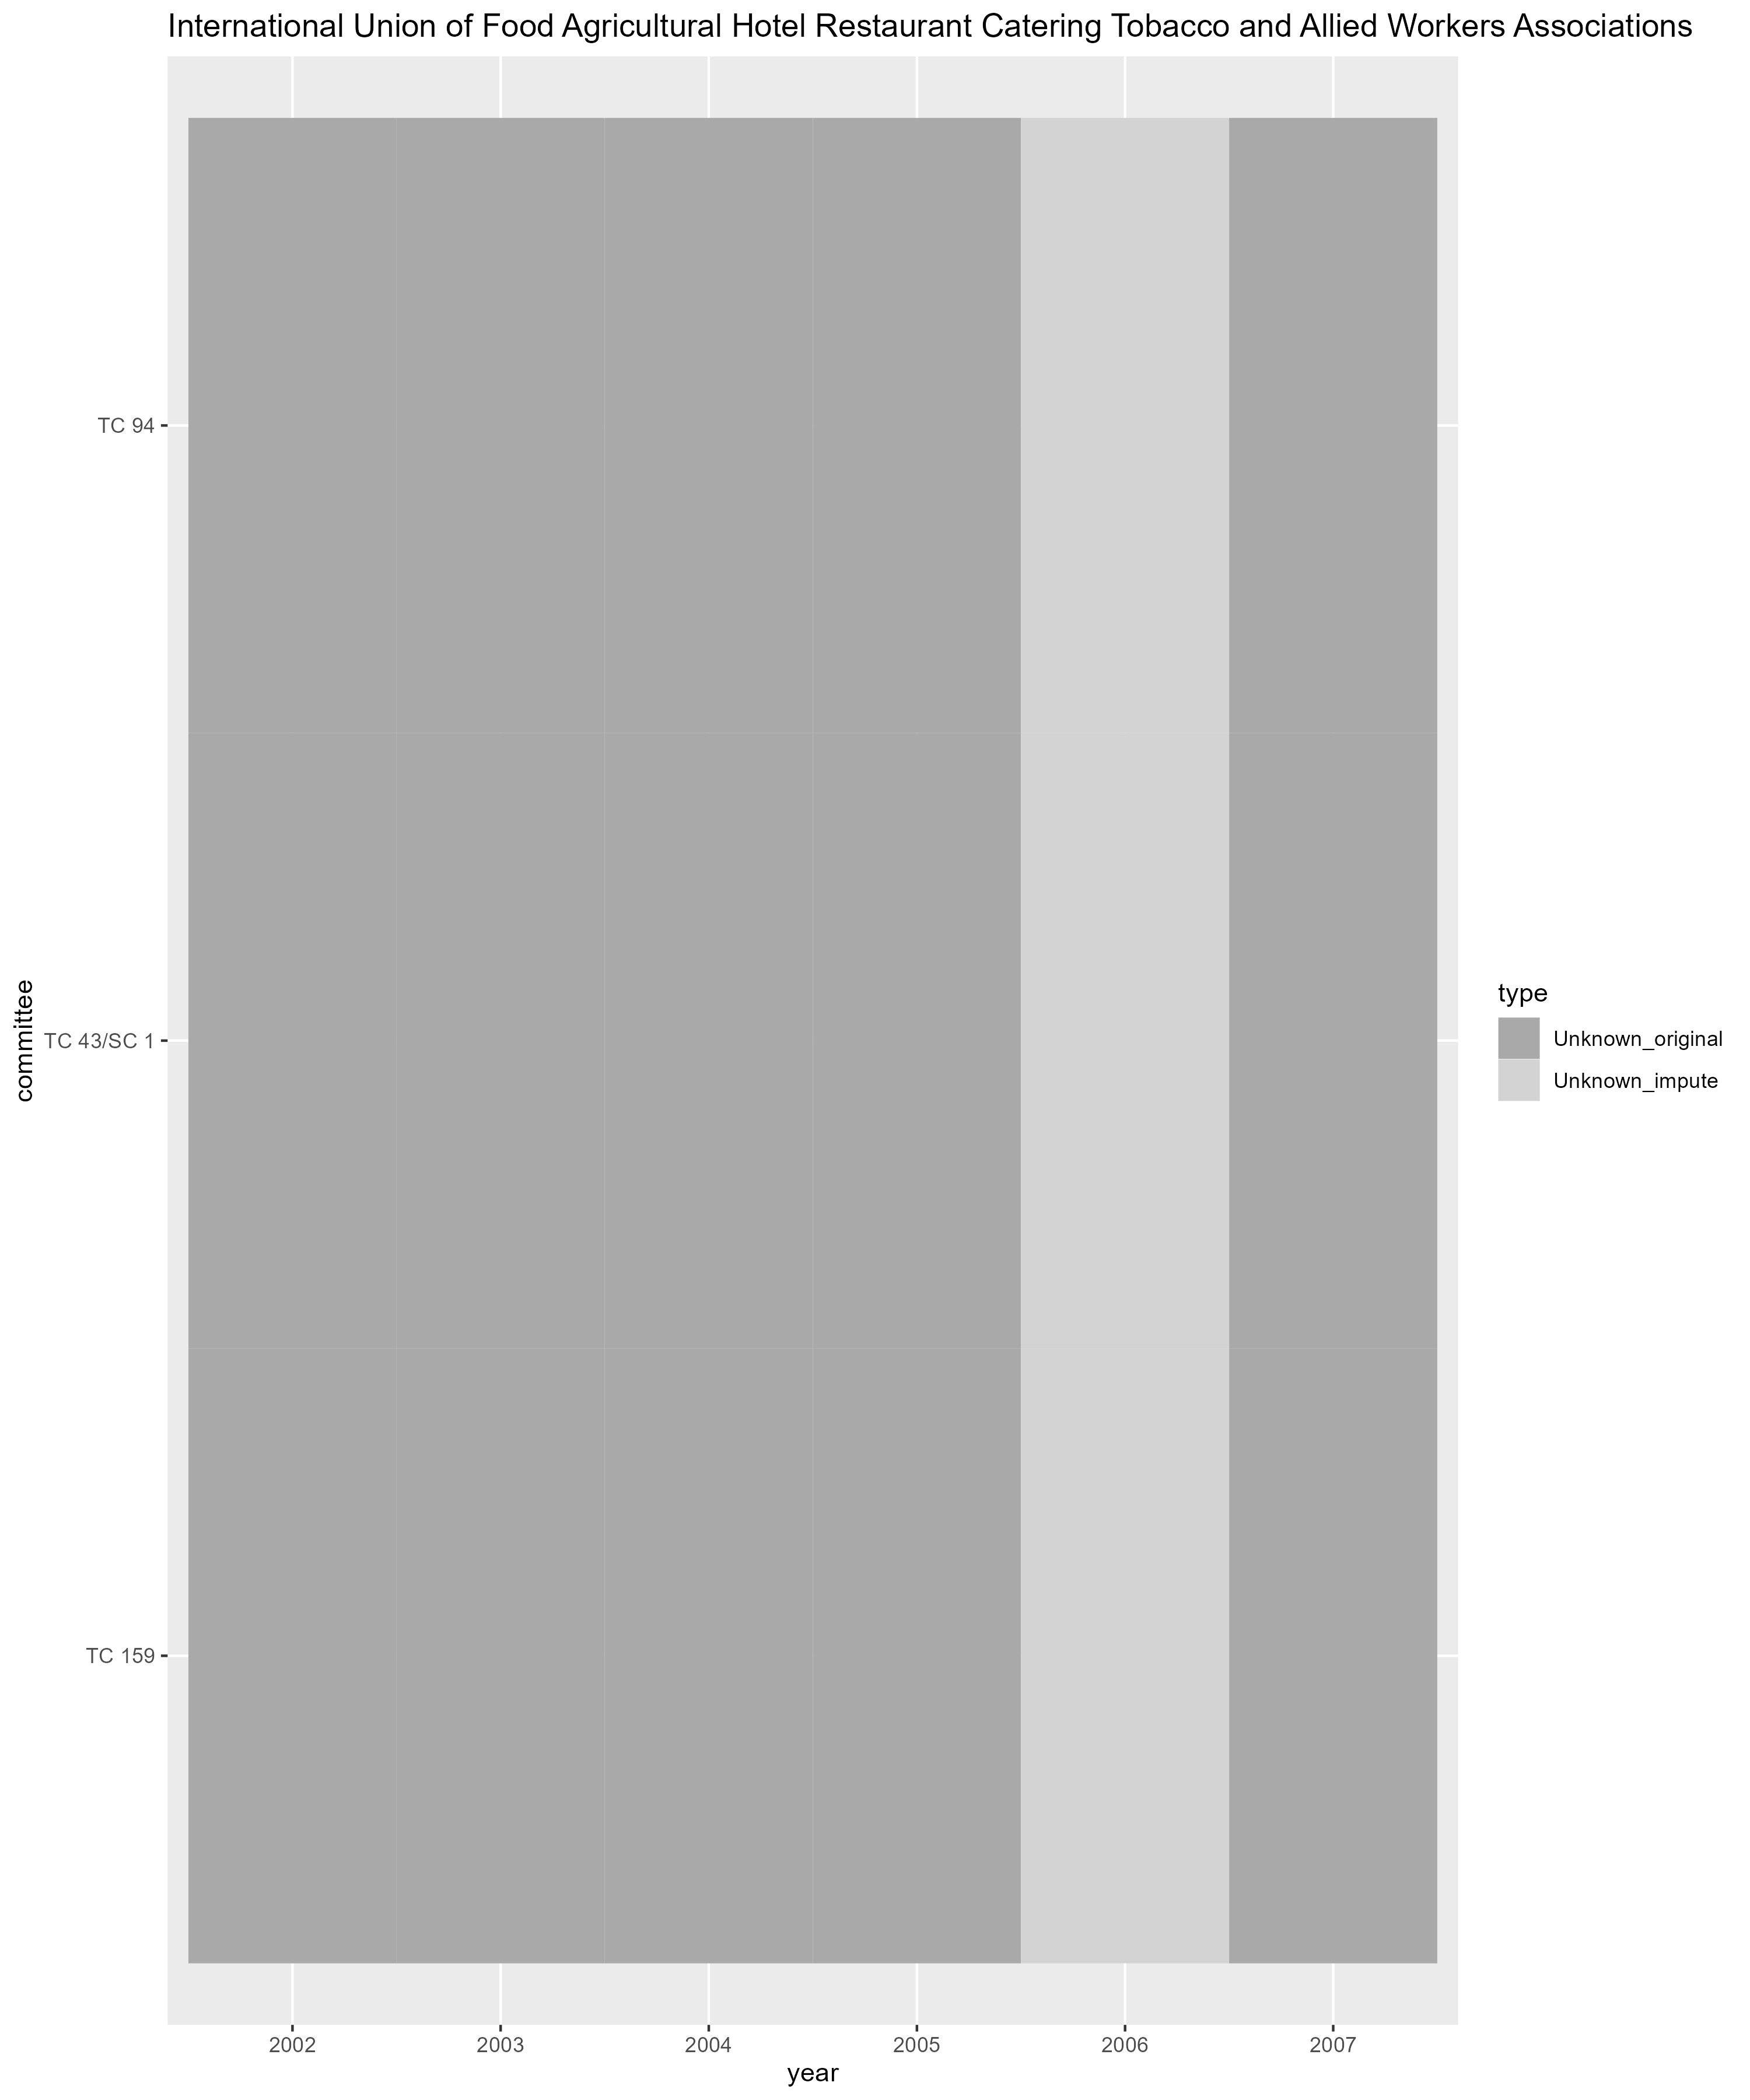 International Union of Food Agricultural Hotel Restaurant Catering Tobacco and Allied Workers Associations
committee
TC 94
TC 43/SC 1
TC 159
2002 2003 2004 2005 2006 2007
year
type
Unknown_original
Unknown_impute